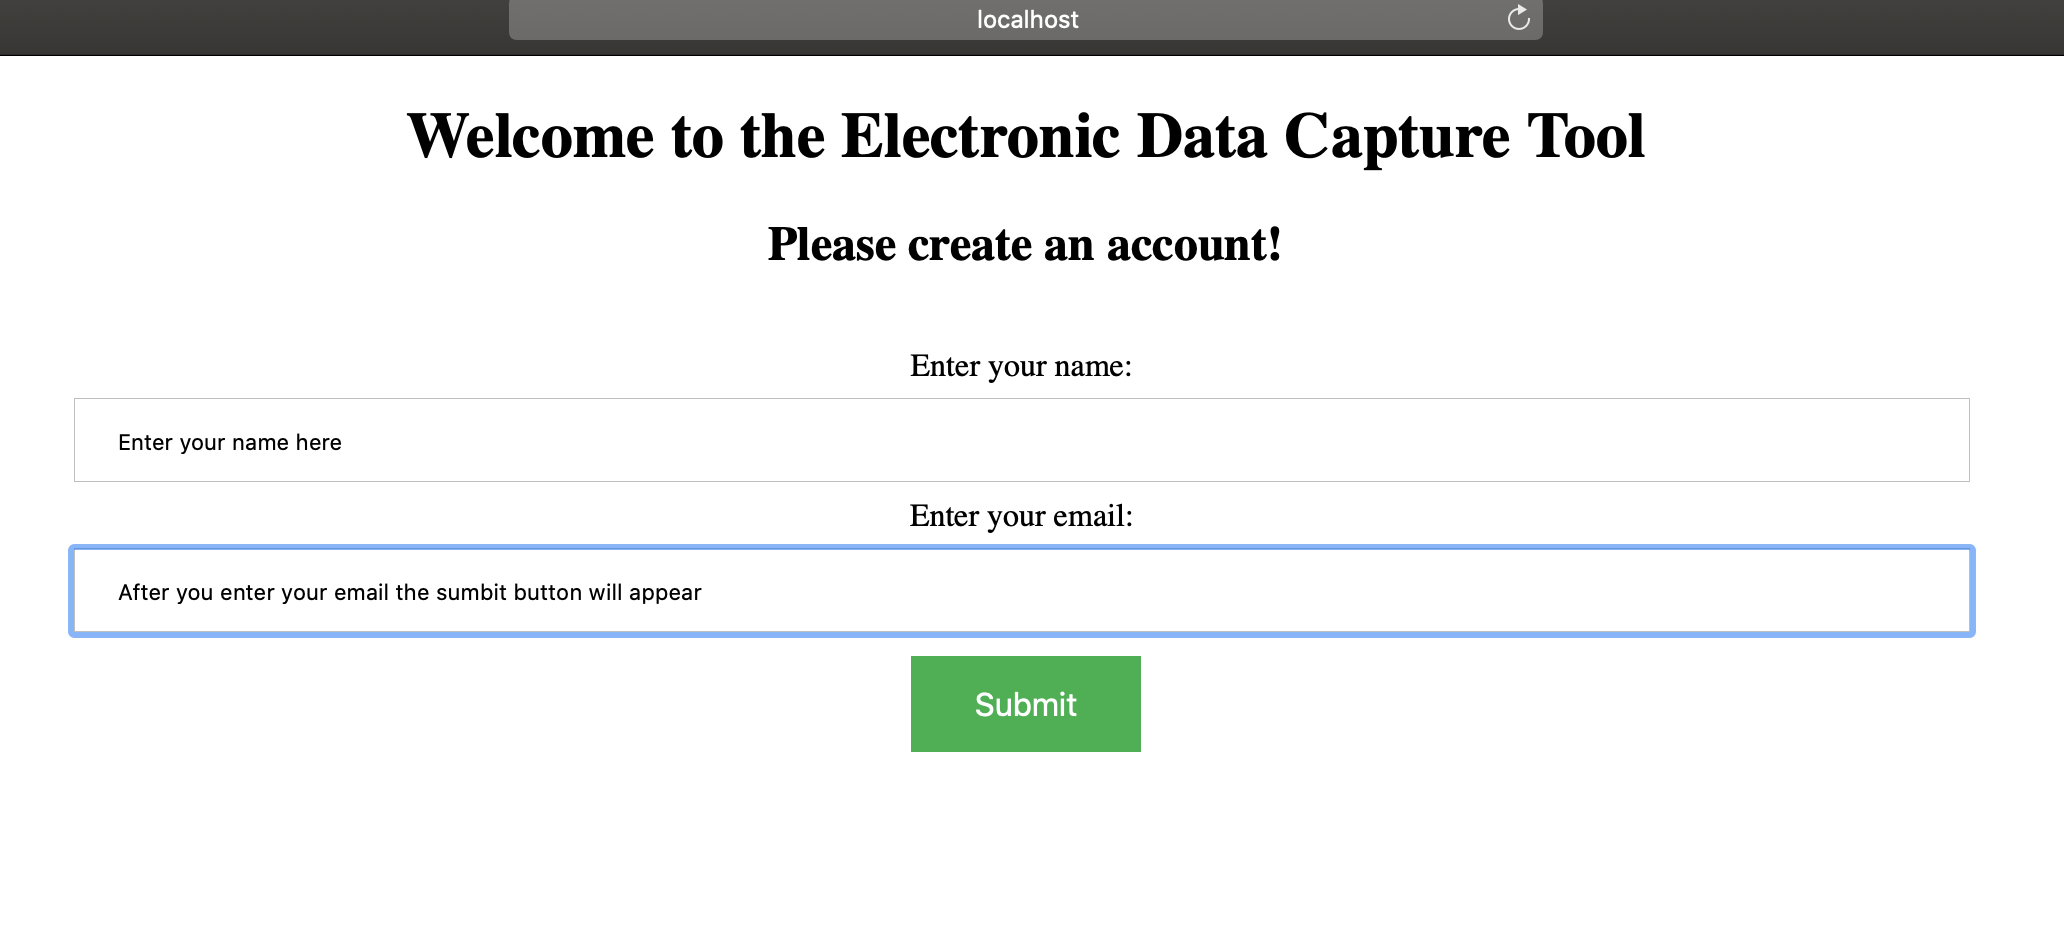 localhost
Welcome to the Electronic Data Capture Tool
Please create an account!
Enter your name:
Enter your name here
Enter your email:
After you enter your email the sumbit button will appear
Submit